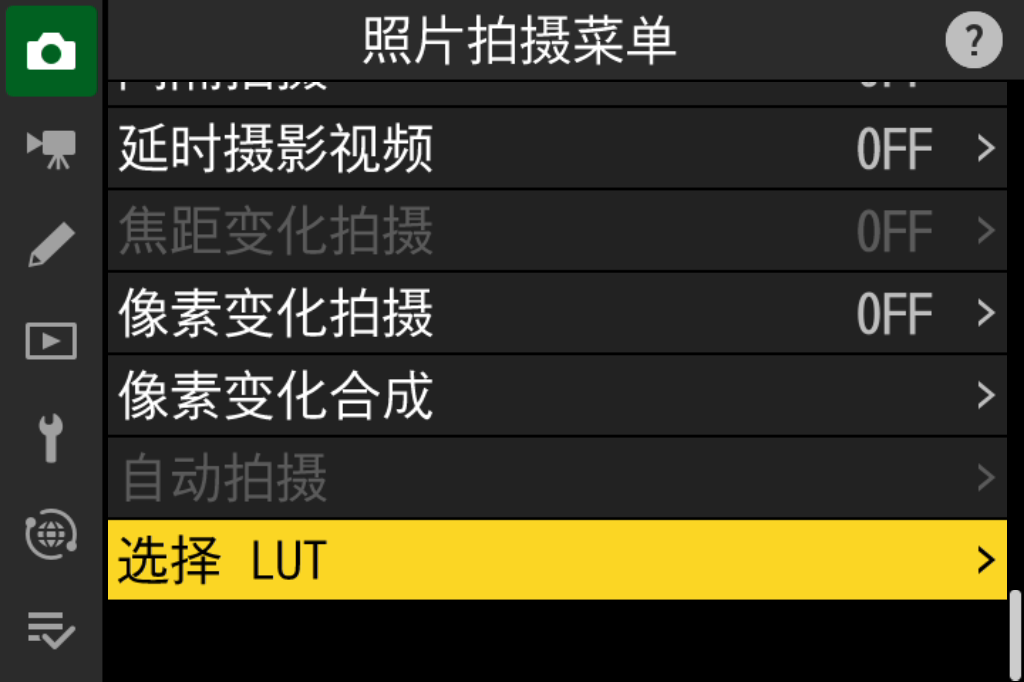 照片拍摄菜单
?
延时摄影视频 OFF >
焦距变化拍摄 OFF >
像素变化拍摄 OFF >
像素变化合成 >
自动拍摄 >
选择 LUT >